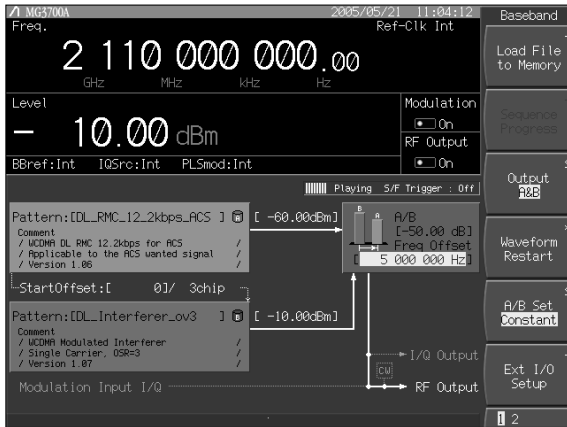 MG3700A 2005/05/21 11:04:12 Baseband
Freq. Ref-Clk Int
2 110 000 000.00
GHz MHz kHz Hz
Load File
to Memory
Level Modulation
On
- 10.00 dBm
RF Output
On
Sequence
Progress
BBref:Int IQSrc:Int PLSmod:Int
Output
A&B
Playing S/F Trigger : Off
Pattern:[DL_RMC_12_2kbps_ACS ] [ -60.00dBm]
Comment
/ WCDMA DL RMC 12.2kbps for ACS /
/ Applicable to the ACS wanted signal /
/ Version 1.06 /
B A A/B
[-50.00 dB]
Freq Offset
[ 5 000 000 Hz]
Waveform
Restart
StartOffset:[ 0]/ 3chip
Pattern:[DL_Interferer_ov3 ] [ -10.00dBm]
Comment
/ WCDMA Modulated Interferer /
/ Single Carrier, OSR=3 /
/ Version 1.07 /
A/B Set
Constant
I/Q Output
CW
Modulation Input I/Q RF Output
Ext I/O
Setup
1 2